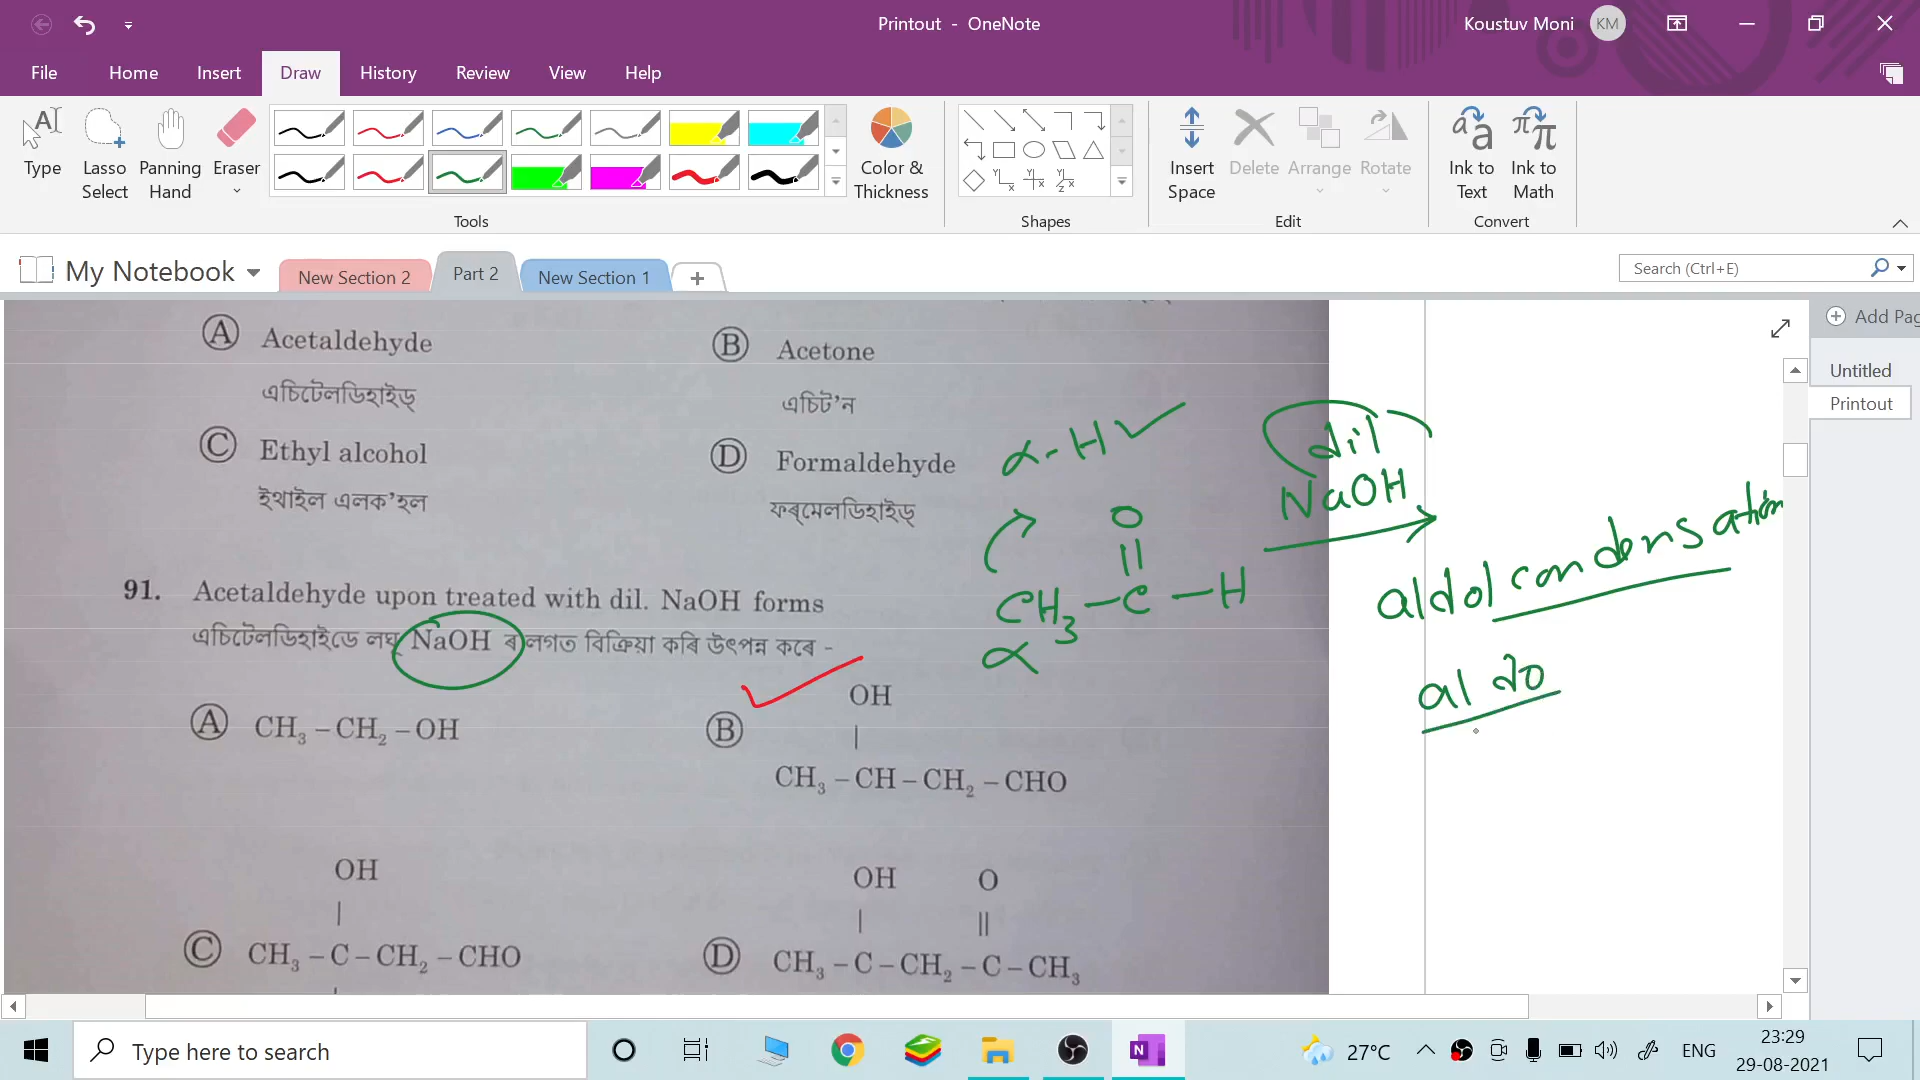 Printout - OneNote
Koustuv Moni KM
File Home Insert Draw History Review View Help
Type
Lasso Select
Panning Hand
Eraser
Color & Thickness
Insert Space
Delete
Arrange
Rotate
Ink to Text
Ink to Math
Tools
Shapes
Edit
Convert
My Notebook
New Section 2
Part 2
New Section 1
Search (Ctrl+E)
Add Pag
Untitled
Printout
A Acetaldehyde
B Acetone
এচিটেলডিহাইড্
এচিট'ন
C Ethyl alcohol
D Formaldehyde
ইথাইল এলক'হল
ফৰ্মেলডিহাইড্
α-H
dil
NaOH
O
||
CH₃-C-H
α
aldol condensation
aldo
91. Acetaldehyde upon treated with dil. NaOH forms
এচিটেলডিহাইডে লঘু NaOH ৰ লগত বিক্ৰিয়া কৰি উৎপন্ন কৰে -
A CH₃ – CH₂ – OH
B
OH
|
CH₃ – CH – CH₂ – CHO
OH
|
C CH₃ – C – CH₂ – CHO
|
OH O
| ||
D CH₃ – C – CH₂ – C – CH₃
Type here to search
27°C
ENG
23:29
29-08-2021